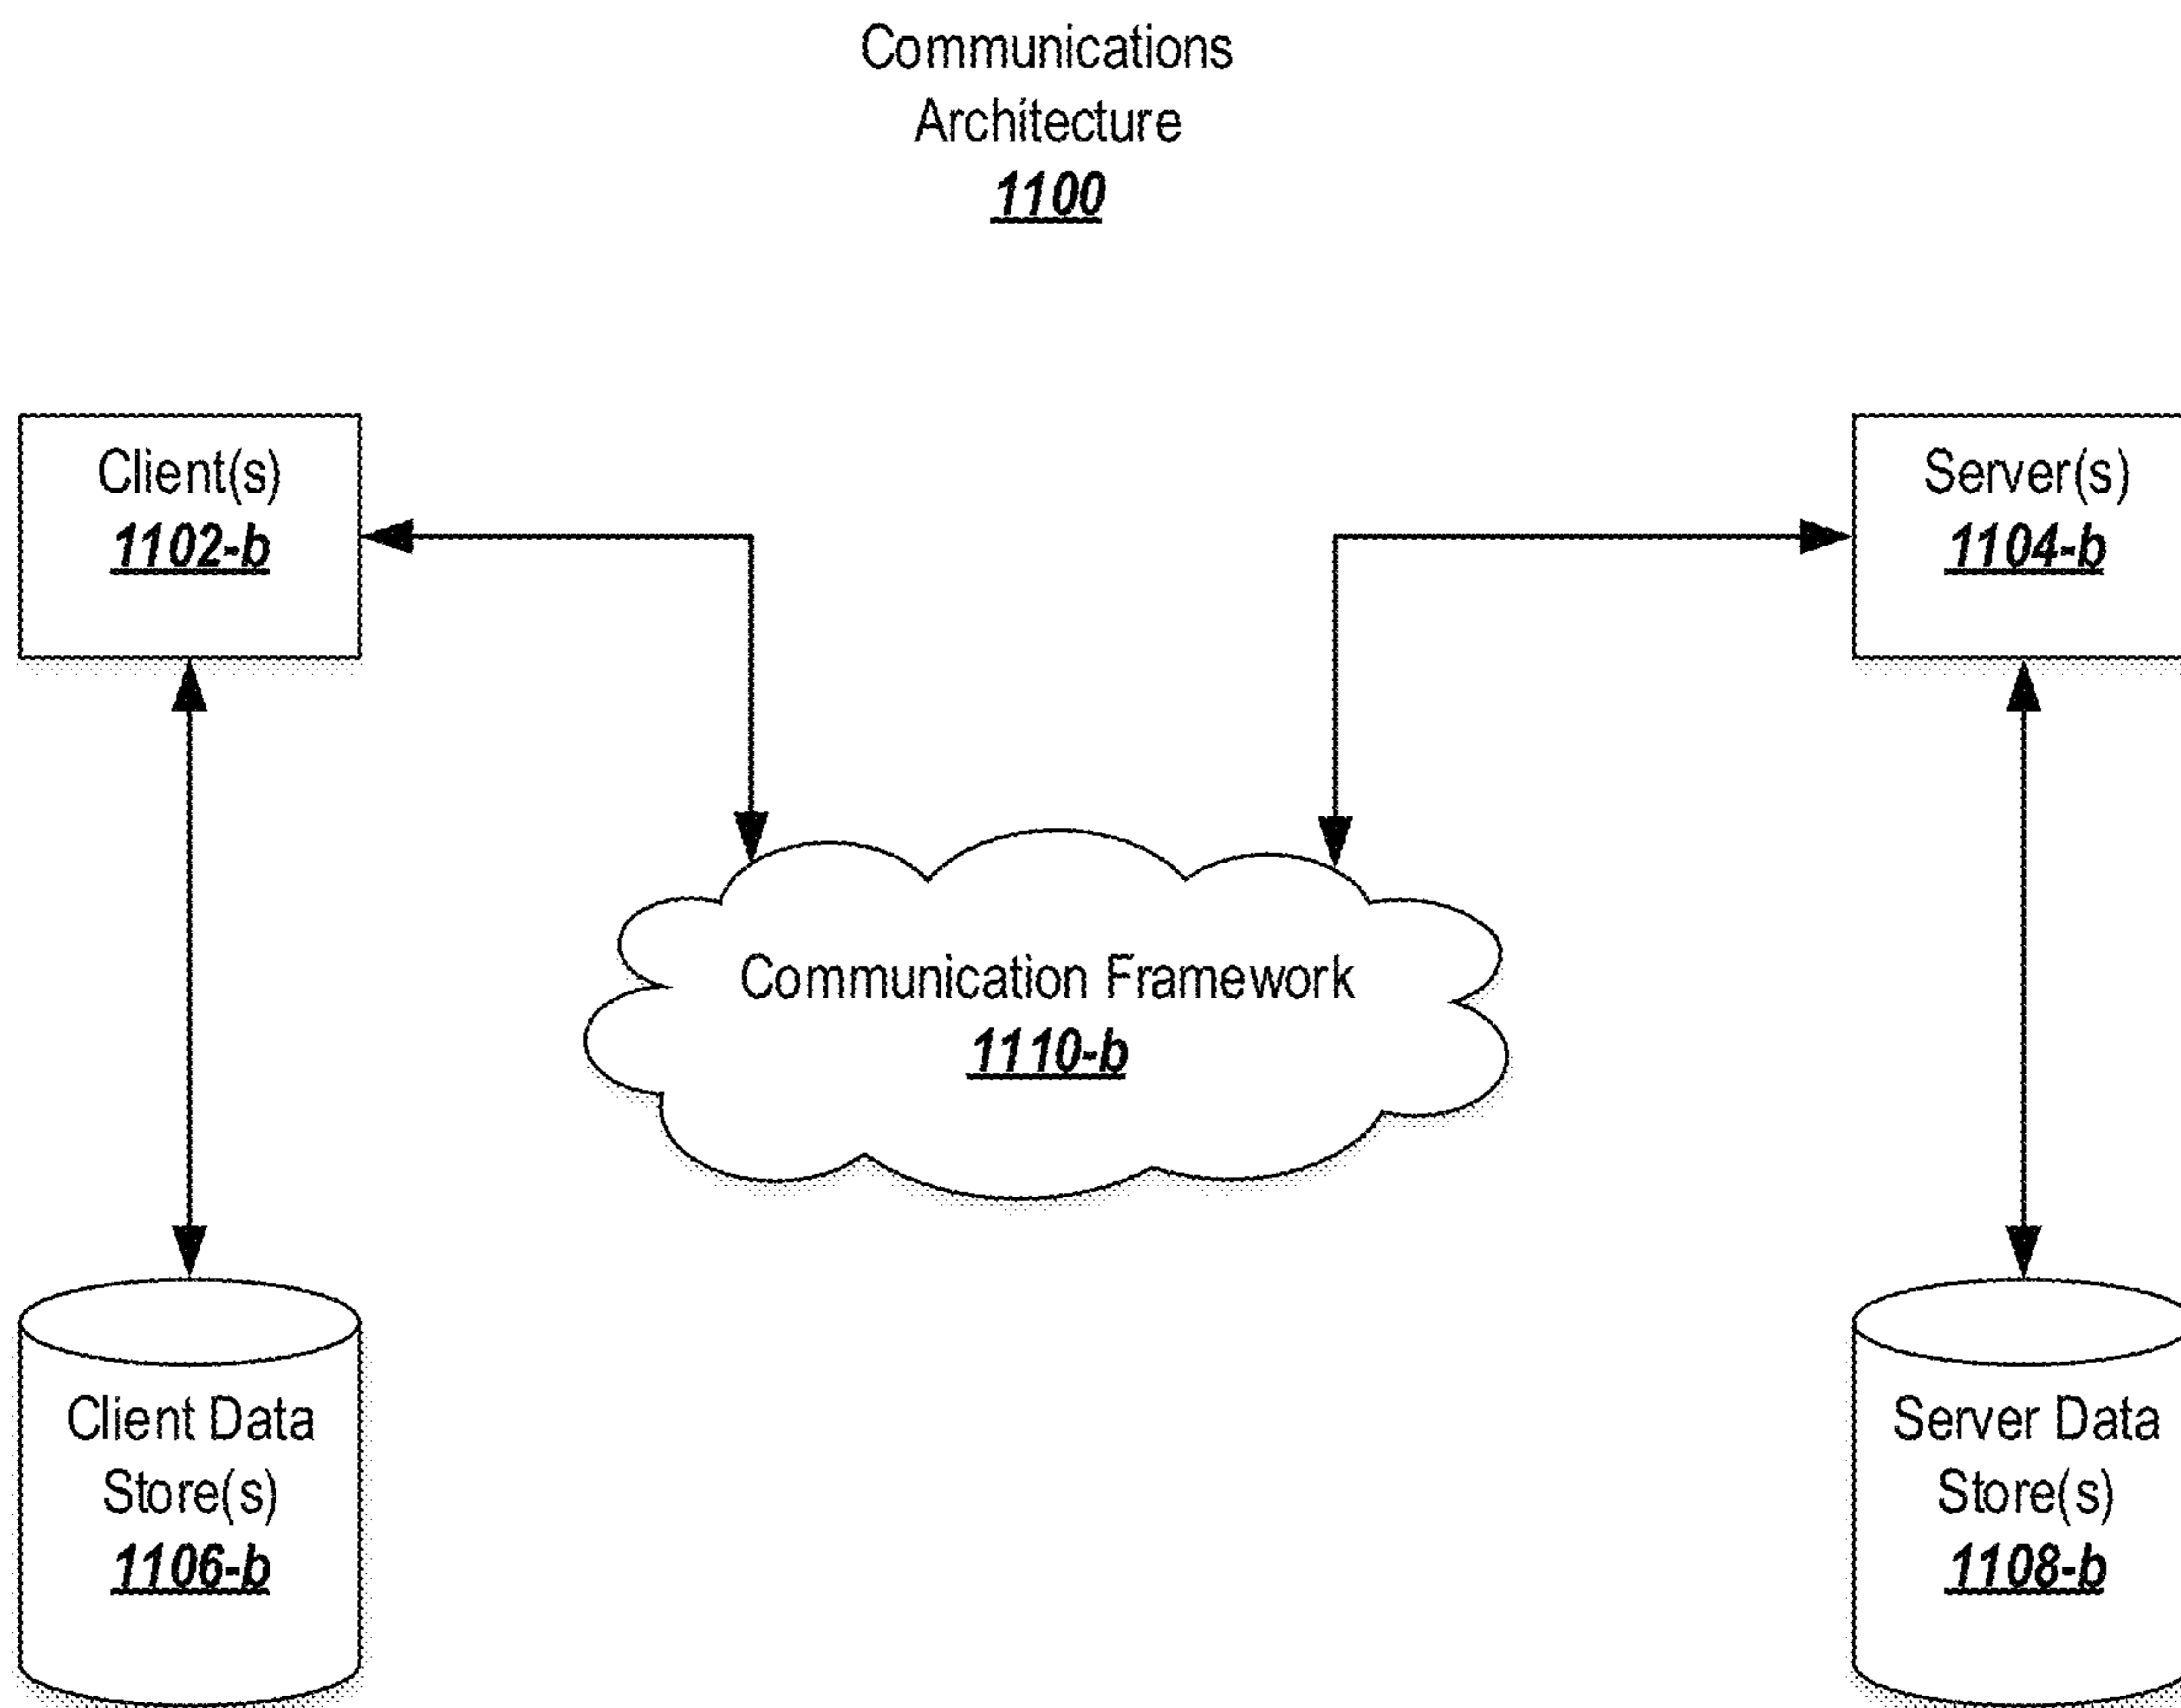 Communications
Architecture
1100
Client(s)
1102-b
Server(s)
1104-b
Communication Framework
1110-b
Client Data
Store(s)
1106-b
Server Data
Store(s)
1108-b